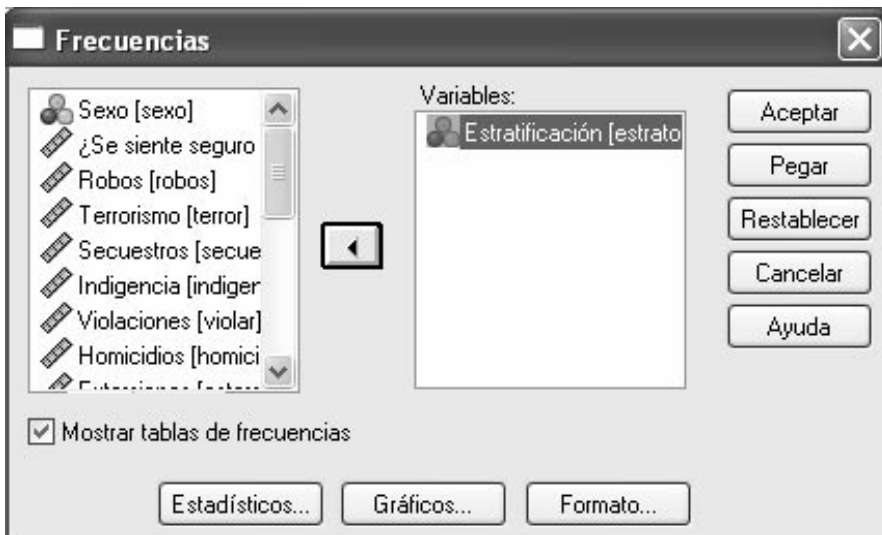 Frecuencias
Sexo [sexo]
¿Se siente seguro
Robos [robos]
Terrorismo [terror]
Secuestros [secue
Indigencia [indiger
Violaciones [violar]
Homicidios [homici
Variables:
Estratificación [estrato
Aceptar
Pegar
Restablecer
Cancelar
Ayuda
Mostrar tablas de frecuencias
Estadísticos...
Gráficos...
Formato...